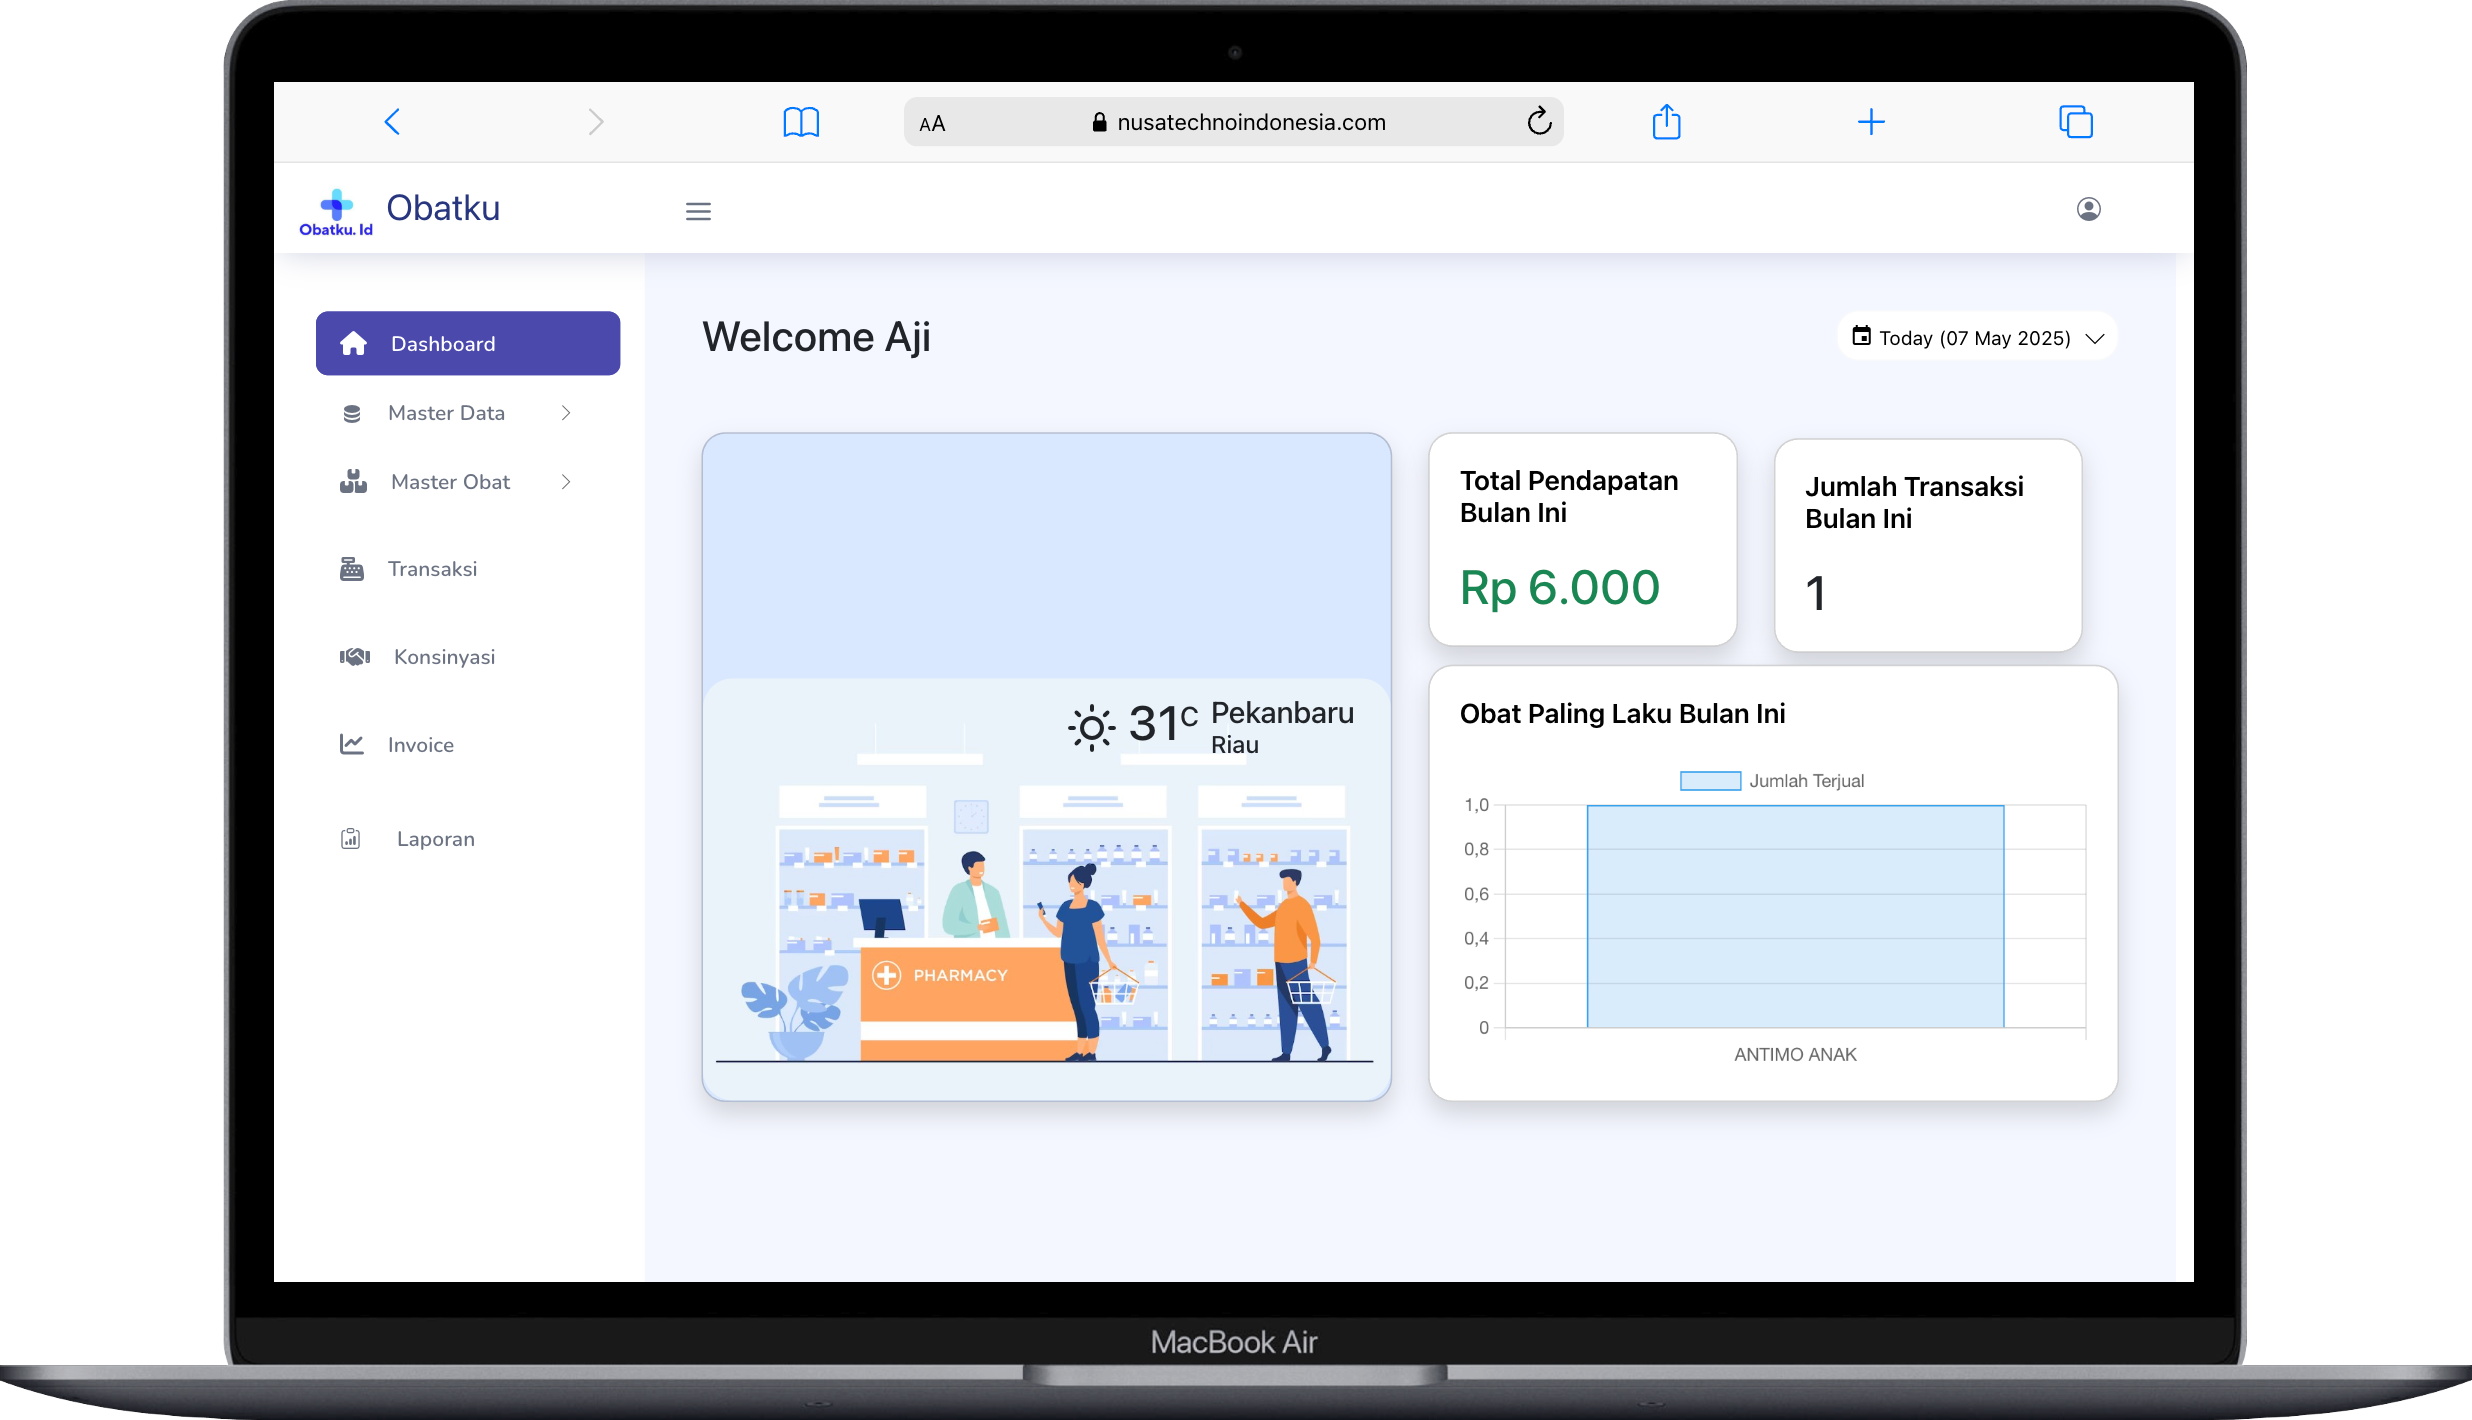 AA
nusatechnoindonesia.com
Obatku.Id
Obatku
Dashboard
Master Data
Master Obat
Transaksi
Konsinyasi
Invoice
Laporan
Welcome Aji
Today (07 May 2025)
31C
Pekanbaru
Riau
PHARMACY
Total Pendapatan
Bulan Ini
Rp 6.000
Jumlah Transaksi
Bulan Ini
1
Obat Paling Laku Bulan Ini
Jumlah Terjual
1,0
0,8
0,6
0,4
0,2
0
ANTIMO ANAK
MacBook Air